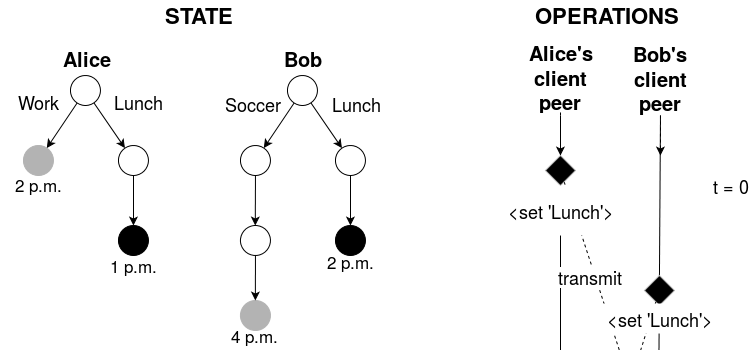 STATE
OPERATIONS
Alice
Bob
Alice's
client
peer
Bob's
client
peer
Work
Lunch
Soccer
Lunch
2 p.m.
t = 0
<set 'Lunch'>
1 p.m.
2 p.m.
transmit
<set 'Lunch'>
4 p.m.